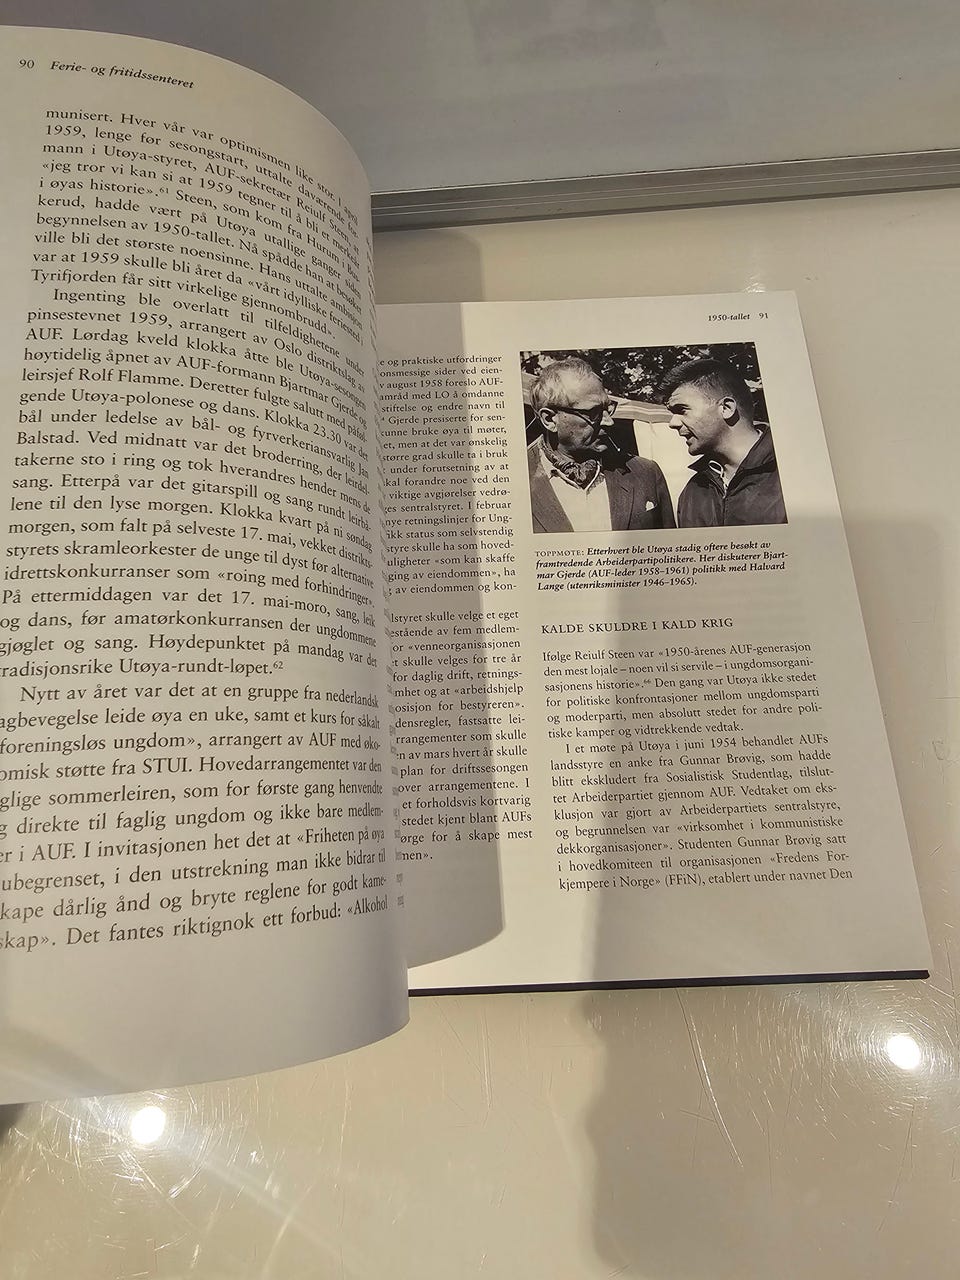 90 Ferie- og fritidssenteret
munisert. Hver vår var optimismen like stor. I april
1959, lenge før sesongstart, uttalte daværende for-
mann i Utøya-styret, AUF-sekretær Reiulf Steen, at
«jeg tror vi kan si at 1959 tegner til å bli et merkeår
i øyas historie».61 Steen, som kom fra Hurum i Bus-
kerud, hadde vært på Utøya utallige ganger siden
begynnelsen av 1950-tallet. Nå spådde han at besøket
ville bli det største noensinne. Hans uttalte ambisjon
var at 1959 skulle bli året da «vårt idylliske feriested i
Tyrifjorden får sitt virkelige gjennombrudd».
Ingenting ble overlatt til tilfeldighetene under
pinsestevnet 1959, arrangert av Oslo distriktslag av
AUF. Lørdag kveld klokka åtte ble Utøya-sesongen
høytidelig åpnet av AUF-formann Bjartmar Gjerde og
leirsjef Rolf Flamme. Deretter fulgte salutt med påføl-
gende Utøya-polonese og dans. Klokka 23.30 var det
bål under ledelse av bål- og fyrverkeriansvarlig Jan
Balstad. Ved midnatt var det brodderring, der leirdel-
takerne sto i ring og tok hverandres hender mens de
sang. Etterpå var det gitarspill og sang rundt leirbå-
lene til den lyse morgen. Klokka kvart på ni søndag
morgen, som falt på selveste 17. mai, vekket distrikts-
styrets skramleorkester de unge til dyst før alternative
idrettskonkurranser som «roing med forhindringer».
På ettermiddagen var det 17. mai-moro, sang, leik
og dans, før amatørkonkurransen der ungdommene
gjøglet og sang. Høydepunktet på mandag var det
tradisjonsrike Utøya-rundt-løpet.62
Nytt av året var det at en gruppe fra nederlandsk
agbevegelse leide øya en uke, samt et kurs for såkalt
foreningsløs ungdom», arrangert av AUF med øko-
omisk støtte fra STUI. Hovedarrangementet var den
glige sommerleiren, som for første gang henvendte
g direkte til faglig ungdom og ikke bare medlem-
er i AUF. I invitasjonen het det at «Friheten på øya
ubegrenset, i den utstrekning man ikke bidrar til
kape dårlig ånd og bryte reglene for godt kame-
skap». Det fantes riktignok ett forbud: «Alkohol
1950-tallet 91
e og praktiske utfordringer
onsmessige sider ved eien-
v august 1958 foreslo AUF-
amråd med LO å omdanne
stiftelse og endre navn til
Gjerde presiserte for sen-
unne bruke øya til møter,
et, men at det var ønskelig
større grad skulle ta i bruk
under forutsetning av at
kal forandre noe ved den
viktige avgjørelser vedrø-
ges sentralstyret. I februar
nye retningslinjer for Ung-
ikk status som selvstendig
styre skulle ha som hoved-
uligheter «som kan skaffe
ging av eiendommen», ha
av eiendommen og kon-
lstyret skulle velge et eget
estående av fem medlem-
or «venneorganisasjonen
t skulle velges for tre år
for daglig drift, retnings-
mhet og at «arbeidshjelp
osisjon for bestyreren».
densregler, fastsatte lei-
rrangementer som skulle
n av mars hvert år skulle
plan for driftssesongen
over arrangementene. I
et forholdsvis kortvarig
stedet kjent blant AUFs
ørge for å skape mest
men».
TOPPMØTE: Etterhvert ble Utøya stadig oftere besøkt av
framtredende Arbeiderpartipolitikere. Her diskuterer Bjart-
mar Gjerde (AUF-leder 1958–1961) politikk med Halvard
Lange (utenriksminister 1946–1965).
KALDE SKULDRE I KALD KRIG
Ifølge Reiulf Steen var «1950-årenes AUF-generasjon
den mest lojale – noen vil si servile – i ungdomsorgani-
sasjonens historie».66 Den gang var Utøya ikke stedet
for politiske konfrontasjoner mellom ungdomsparti
og moderparti, men absolutt stedet for andre poli-
tiske kamper og vidtrekkende vedtak.
I et møte på Utøya i juni 1954 behandlet AUFs
landsstyre en anke fra Gunnar Brøvig, som hadde
blitt ekskludert fra Sosialistisk Studentlag, tilslut-
tet Arbeiderpartiet gjennom AUF. Vedtaket om eks-
klusjon var gjort av Arbeiderpartiets sentralstyre,
og begrunnelsen var «virksomhet i kommunistiske
dekkorganisasjoner». Studenten Gunnar Brøvig satt
i hovedkomiteen til organisasjonen «Fredens For-
kjempere i Norge» (FFiN), etablert under navnet Den